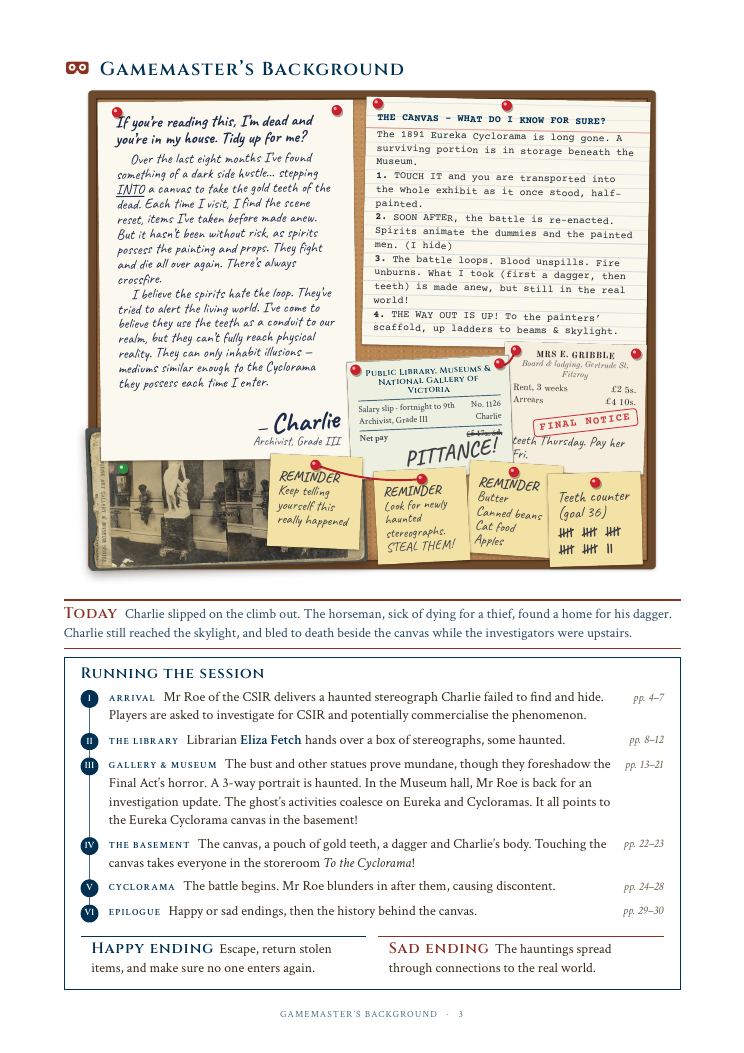 Gamemaster's Background
If you're reading this, I'm dead and
you're in my house. Tidy up for me?
Over the last eight months I've found
something of a dark side hustle... stepping
INTO a canvas to take the gold teeth of the
dead. Each time I visit, I find the scene
reset, items I've taken before made anew.
But it hasn't been without risk, as spirits
possess the painting and props. They fight
and die all over again. There's always
crossfire.
I believe the spirits hate the loop. They've
tried to alert the living world. I've come to
believe they use the teeth as a conduit to our
realm, but they can't fully reach physical
reality. They can only inhabit illusions –
mediums similar enough to the Cyclorama
they possess each time I enter.
– Charlie
Archivist, Grade III
THE CANVAS – WHAT DO I KNOW FOR SURE?
The 1891 Eureka Cyclorama is long gone. A
surviving portion is in storage beneath the
Museum.
1. TOUCH IT and you are transported into
the whole exhibit as it once stood, half-
painted.
2. SOON AFTER, the battle is re-enacted.
Spirits animate the dummies and the painted
men. (I hide)
3. The battle loops. Blood unspills. Fire
unburns. What I took (first a dagger, then
teeth) is made anew, but still in the real
world!
4. THE WAY OUT IS UP! To the painters'
scaffold, up ladders to beams & skylight.
Public Library, Museums &
National Gallery of
Victoria
Salary slip · fortnight to 9th No. 1126
Archivist, Grade III Charlie
Net pay
PITTANCE!
MRS E. GRIBBLE
Board & lodging, Gertrude St,
Fitzroy
Rent, 3 weeks £2 5s.
Arrears £4 10s.
FINAL NOTICE
teeth Thursday. Pay her
Fri.
REMINDER
Keep telling
yourself this
really happened
REMINDER
Look for newly
haunted
stereographs.
STEAL THEM!
REMINDER
Butter
Canned beans
Cat food
Apples
Teeth counter
(goal 36)
Today Charlie slipped on the climb out. The horseman, sick of dying for a thief, found a home for his dagger.
Charlie still reached the skylight, and bled to death beside the canvas while the investigators were upstairs.
Running the session
I Arrival Mr Roe of the CSIR delivers a haunted stereograph Charlie failed to find and hide. pp. 4–7
Players are asked to investigate for CSIR and potentially commercialise the phenomenon.
II The Library Librarian Eliza Fetch hands over a box of stereographs, some haunted. pp. 8–12
III Gallery & Museum The bust and other statues prove mundane, though they foreshadow the pp. 13–21
Final Act's horror. A 3-way portrait is haunted. In the Museum hall, Mr Roe is back for an
investigation update. The ghost's activities coalesce on Eureka and Cycloramas. It all points to
the Eureka Cyclorama canvas in the basement!
IV The Basement The canvas, a pouch of gold teeth, a dagger and Charlie's body. Touching the pp. 22–23
canvas takes everyone in the storeroom To the Cyclorama!
V Cyclorama The battle begins. Mr Roe blunders in after them, causing discontent. pp. 24–28
VI Epilogue Happy or sad endings, then the history behind the canvas. pp. 29–30
Happy ending Escape, return stolen
items, and make sure no one enters again.
Sad ending The hauntings spread
through connections to the real world.
GAMEMASTER'S BACKGROUND · 3